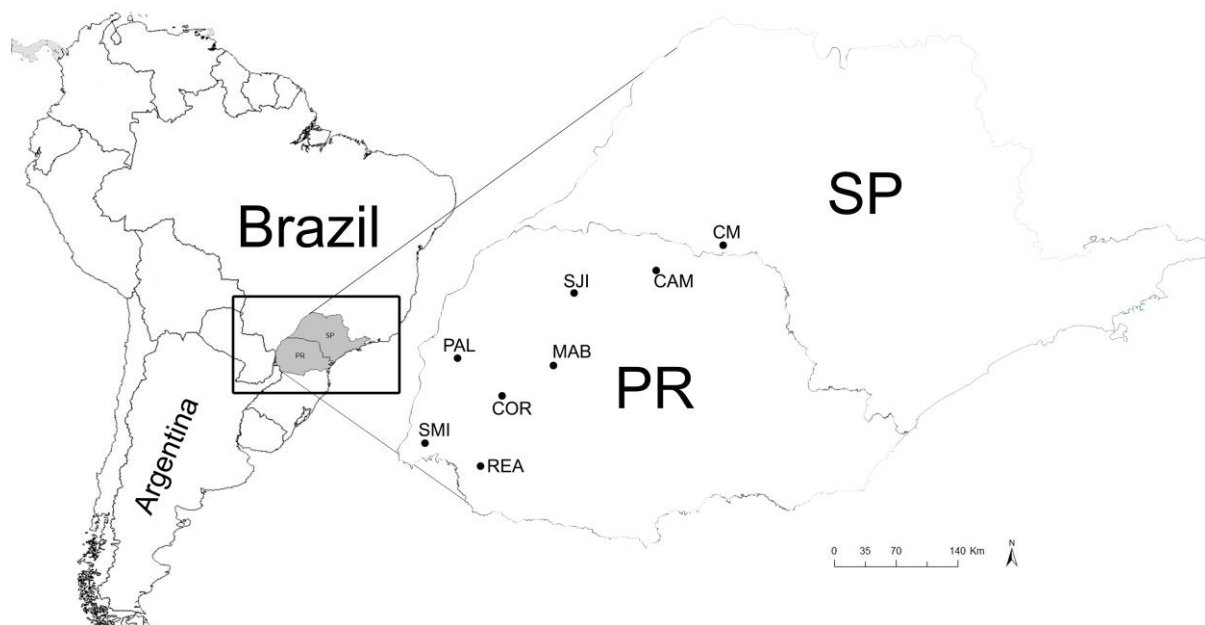 Brazil
Argentina
SP
PR
SP
PR
CM
CAM
SJI
PAL
MAB
COR
SMI
REA
0 35 70 140 Km
N